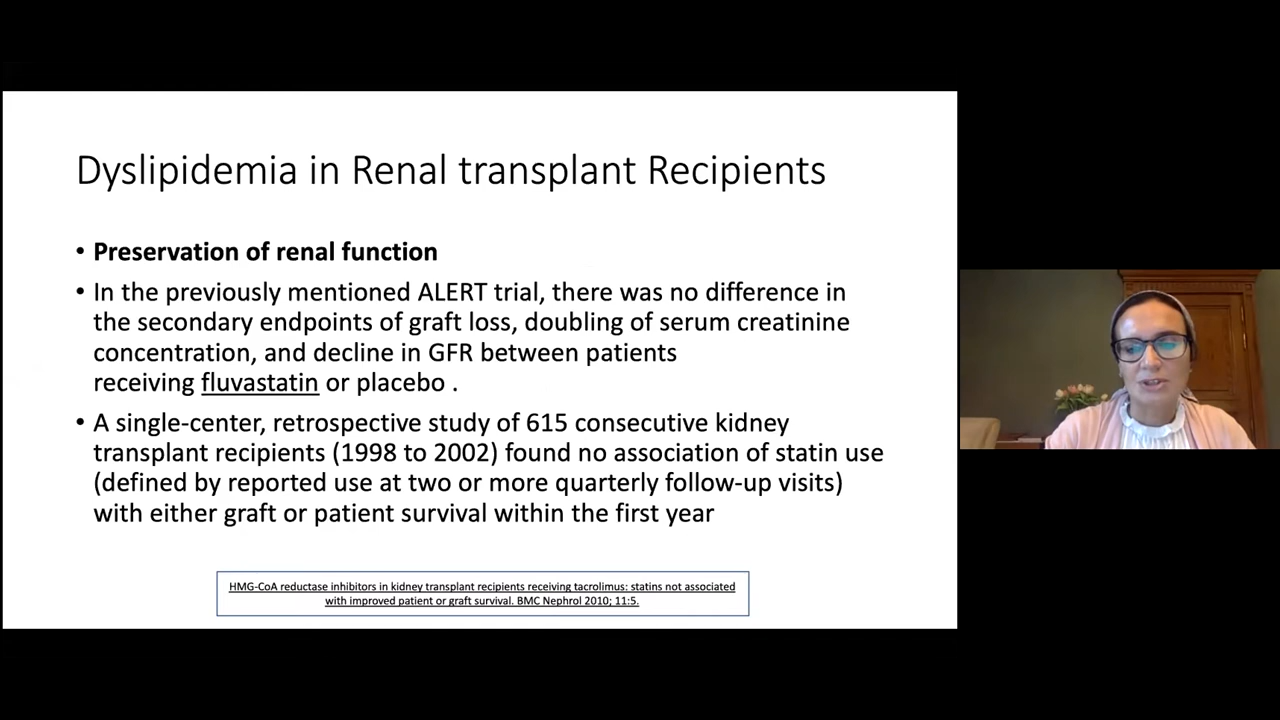 Dyslipidemia in Renal transplant Recipients
• Preservation of renal function
• In the previously mentioned ALERT trial, there was no difference in
the secondary endpoints of graft loss, doubling of serum creatinine
concentration, and decline in GFR between patients
receiving fluvastatin or placebo .
• A single-center, retrospective study of 615 consecutive kidney
transplant recipients (1998 to 2002) found no association of statin use
(defined by reported use at two or more quarterly follow-up visits)
with either graft or patient survival within the first year
HMG-CoA reductase inhibitors in kidney transplant recipients receiving tacrolimus: statins not associated
with improved patient or graft survival. BMC Nephrol 2010; 11:5.